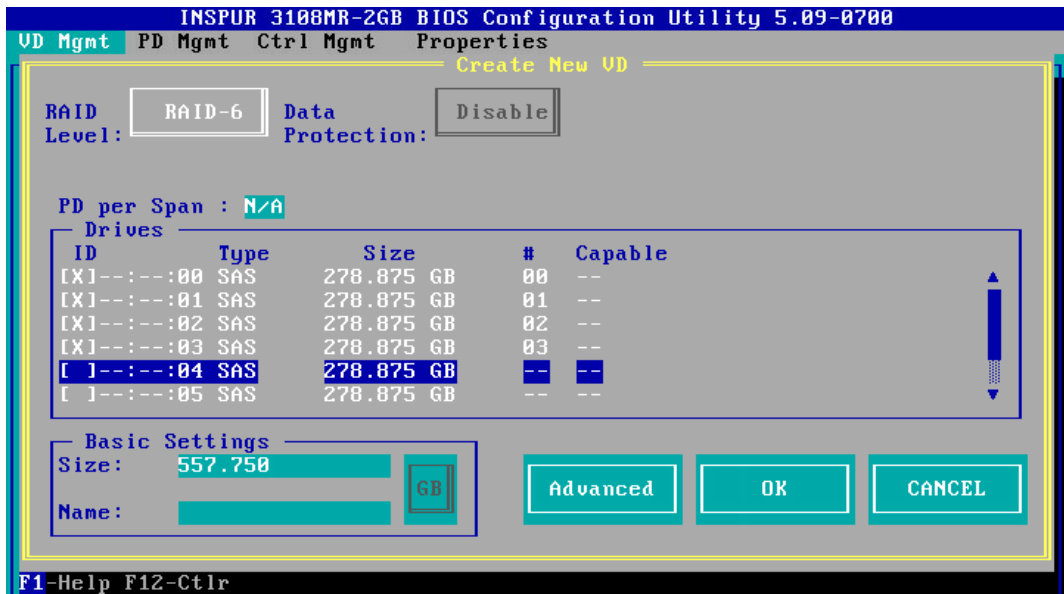 INSPUR 3108MR-2GB BIOS Configuration Utility 5.09-0700
VD Mgmt PD Mgmt Ctrl Mgmt Properties
Create New VD
RAID Level: RAID-6 Data Protection: Disable
PD per Span : N/A
Drives
ID Type Size # Capable
[X]--:--:00 SAS 278.875 GB 00 --
[X]--:--:01 SAS 278.875 GB 01 --
[X]--:--:02 SAS 278.875 GB 02 --
[X]--:--:03 SAS 278.875 GB 03 --
[ ]--:--:04 SAS 278.875 GB -- --
[ ]--:--:05 SAS 278.875 GB -- --
Basic Settings
Size: 557.750 GB
Name:
Advanced OK CANCEL
F1-Help F12-Ctlr